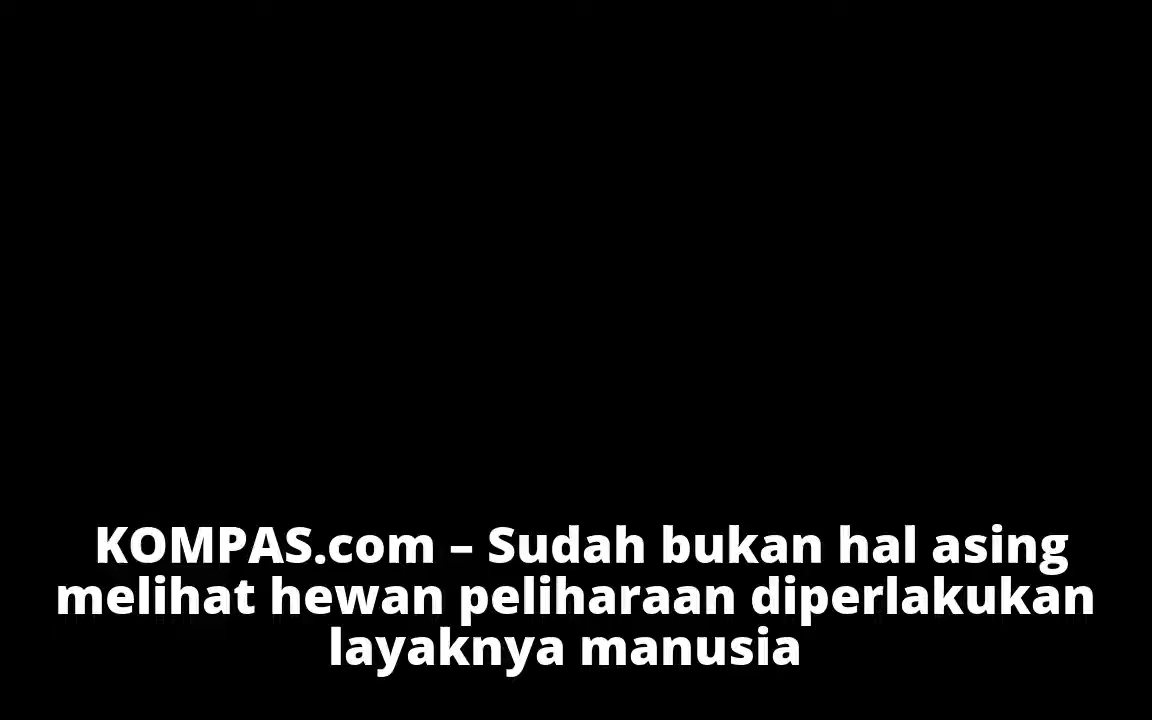 KOMPAS.com – Sudah bukan hal asing
melihat hewan peliharaan diperlakukan
layaknya manusia